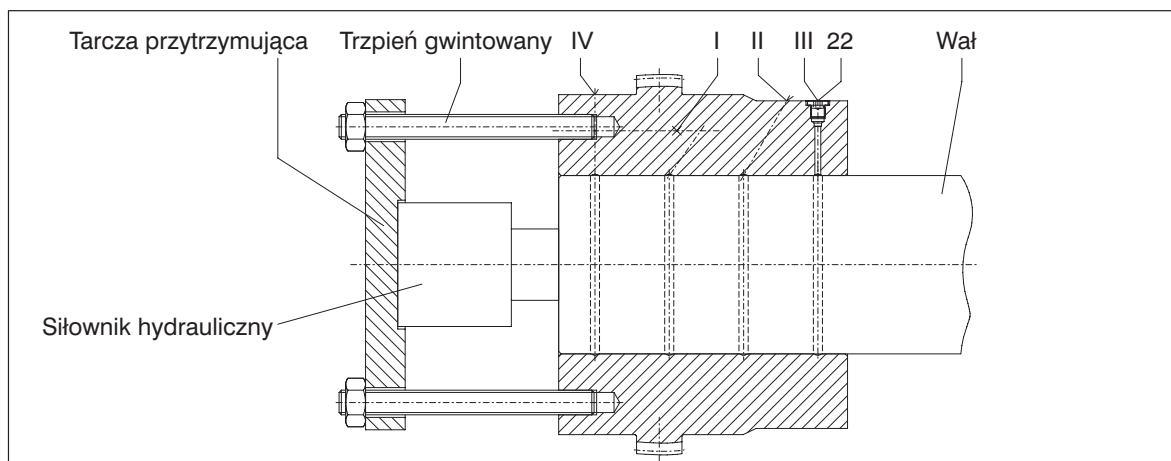 Tarcza przytrzymująca Trzpień gwintowany IV I II III 22 Wał
Siłownik hydrauliczny